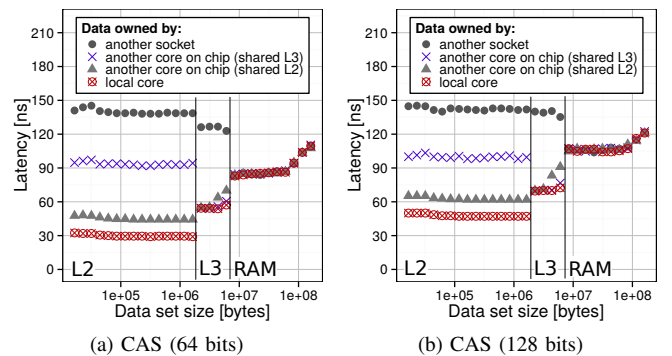 Data owned by:
another socket
another core on chip (shared L3)
another core on chip (shared L2)
local core
Latency [ns]
210
180
150
120
90
60
30
0
L2
L3
RAM
1e+05
1e+06
1e+07
1e+08
Data set size [bytes]
(a) CAS (64 bits)
Data owned by:
another socket
another core on chip (shared L3)
another core on chip (shared L2)
local core
Latency [ns]
210
180
150
120
90
60
30
0
L2
L3
RAM
1e+05
1e+06
1e+07
1e+08
Data set size [bytes]
(b) CAS (128 bits)